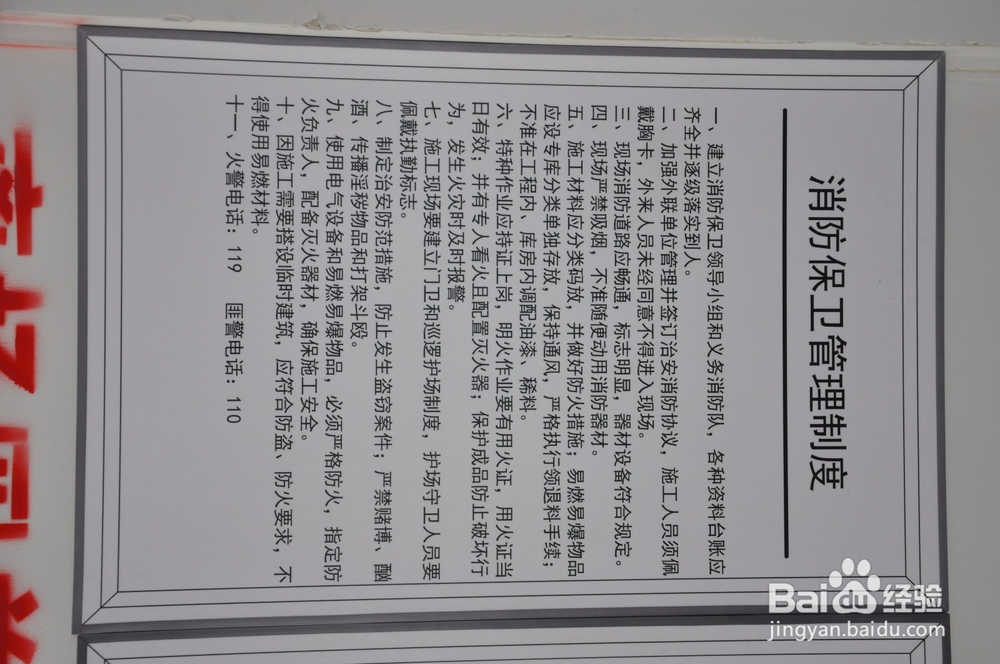 消防保卫管理制度
一、建立消防保卫领导小组和义务消防队，各种资料台账应
齐全并逐级落实到人。
二、加强外联单位管理并签订治安消防协议，施工人员须佩
戴胸卡，外来人员未经同意不得进入现场。
三、现场消防道路应畅通，标志明显，器材设备符合规定。
四、现场严禁吸烟，不准随便动用消防器材。
五、施工材料应分类码放，并做好防火措施；易燃易爆物品
应设专库分类单独存放，保持通风，严格执行领退料手续；
不准在工程内、库房内调配油漆、稀料。
六、特种作业应持证上岗，明火作业要有用火证，用火证当
日有效；并有专人看火且配置灭火器；保护成品防止破坏行
为，发生火灾时及时报警。
七、施工现场要建立门卫和巡逻护场制度，护场守卫人员要
佩戴执勤标志。
八、制定治安防范措施，防止发生盗窃案件；严禁赌博、酗
酒、传播淫秽物品和打架斗殴。
九、使用电气设备和易燃易爆物品，必须严格防火，指定防
火负责人，配备灭火器材，确保施工安全。
十、因施工需要搭设临时建筑，应符合防盗、防火要求，不
得使用易燃材料。
十一、火警电话：119 匪警电话：110
Baidu经验
jingyan.baidu.com